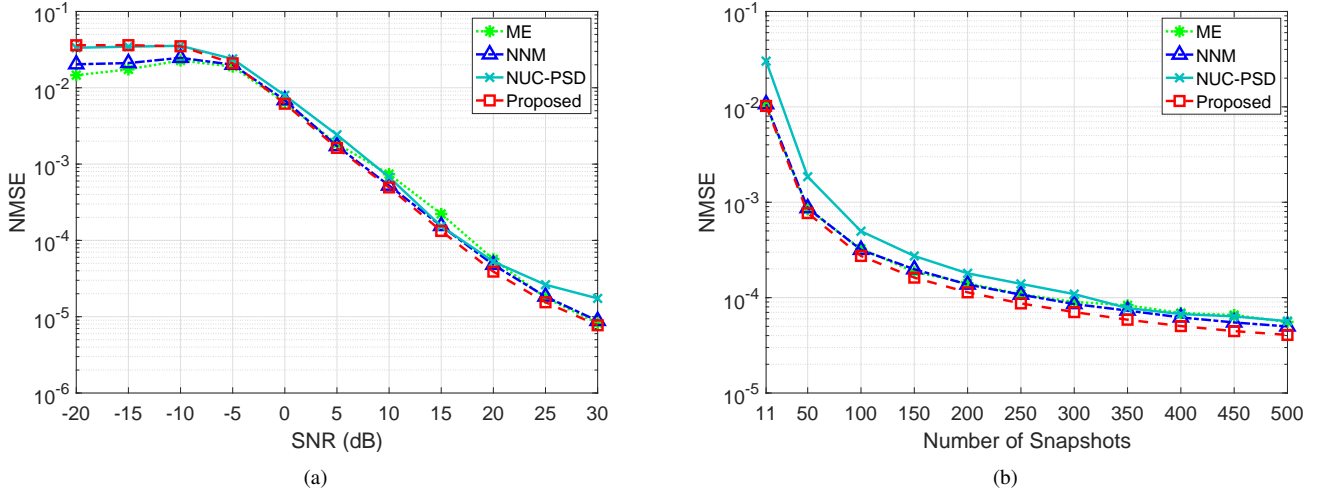 10^-1
10^-2
10^-3
10^-4
10^-5
10^-6
NMSE
ME
NNM
NUC-PSD
Proposed
-20 -15 -10 -5 0 5 10 15 20 25 30
SNR (dB)
(a)
10^-1
10^-2
10^-3
10^-4
10^-5
NMSE
ME
NNM
NUC-PSD
Proposed
11 50 100 150 200 250 300 350 400 450 500
Number of Snapshots
(b)